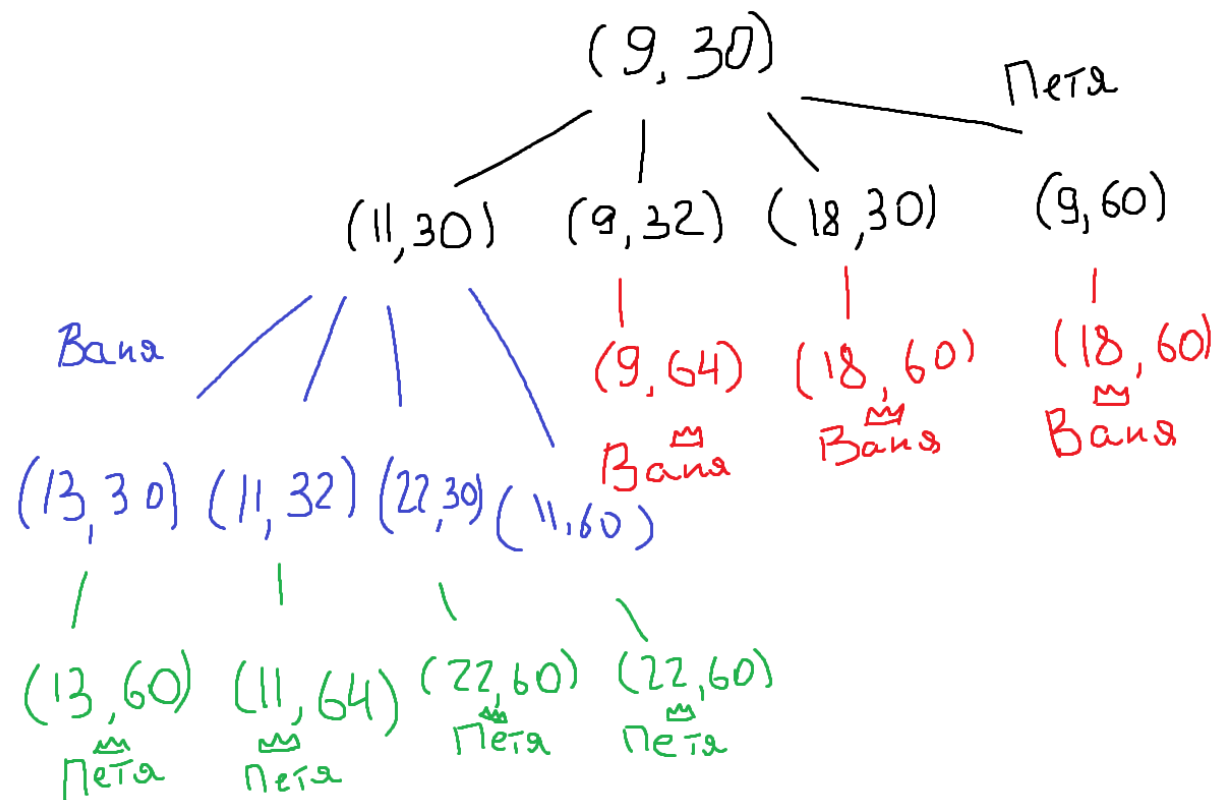 (9, 30)
Петя
(11,30) (9,32) (18,30) (9,60)
Ваня
(9,64) (18,60) (18,60)
Ваня Ваня Ваня
(13,30) (11,32) (22,30) (11,60)
(13,60) (11,64) (22,60) (22,60)
Петя Петя Петя Петя